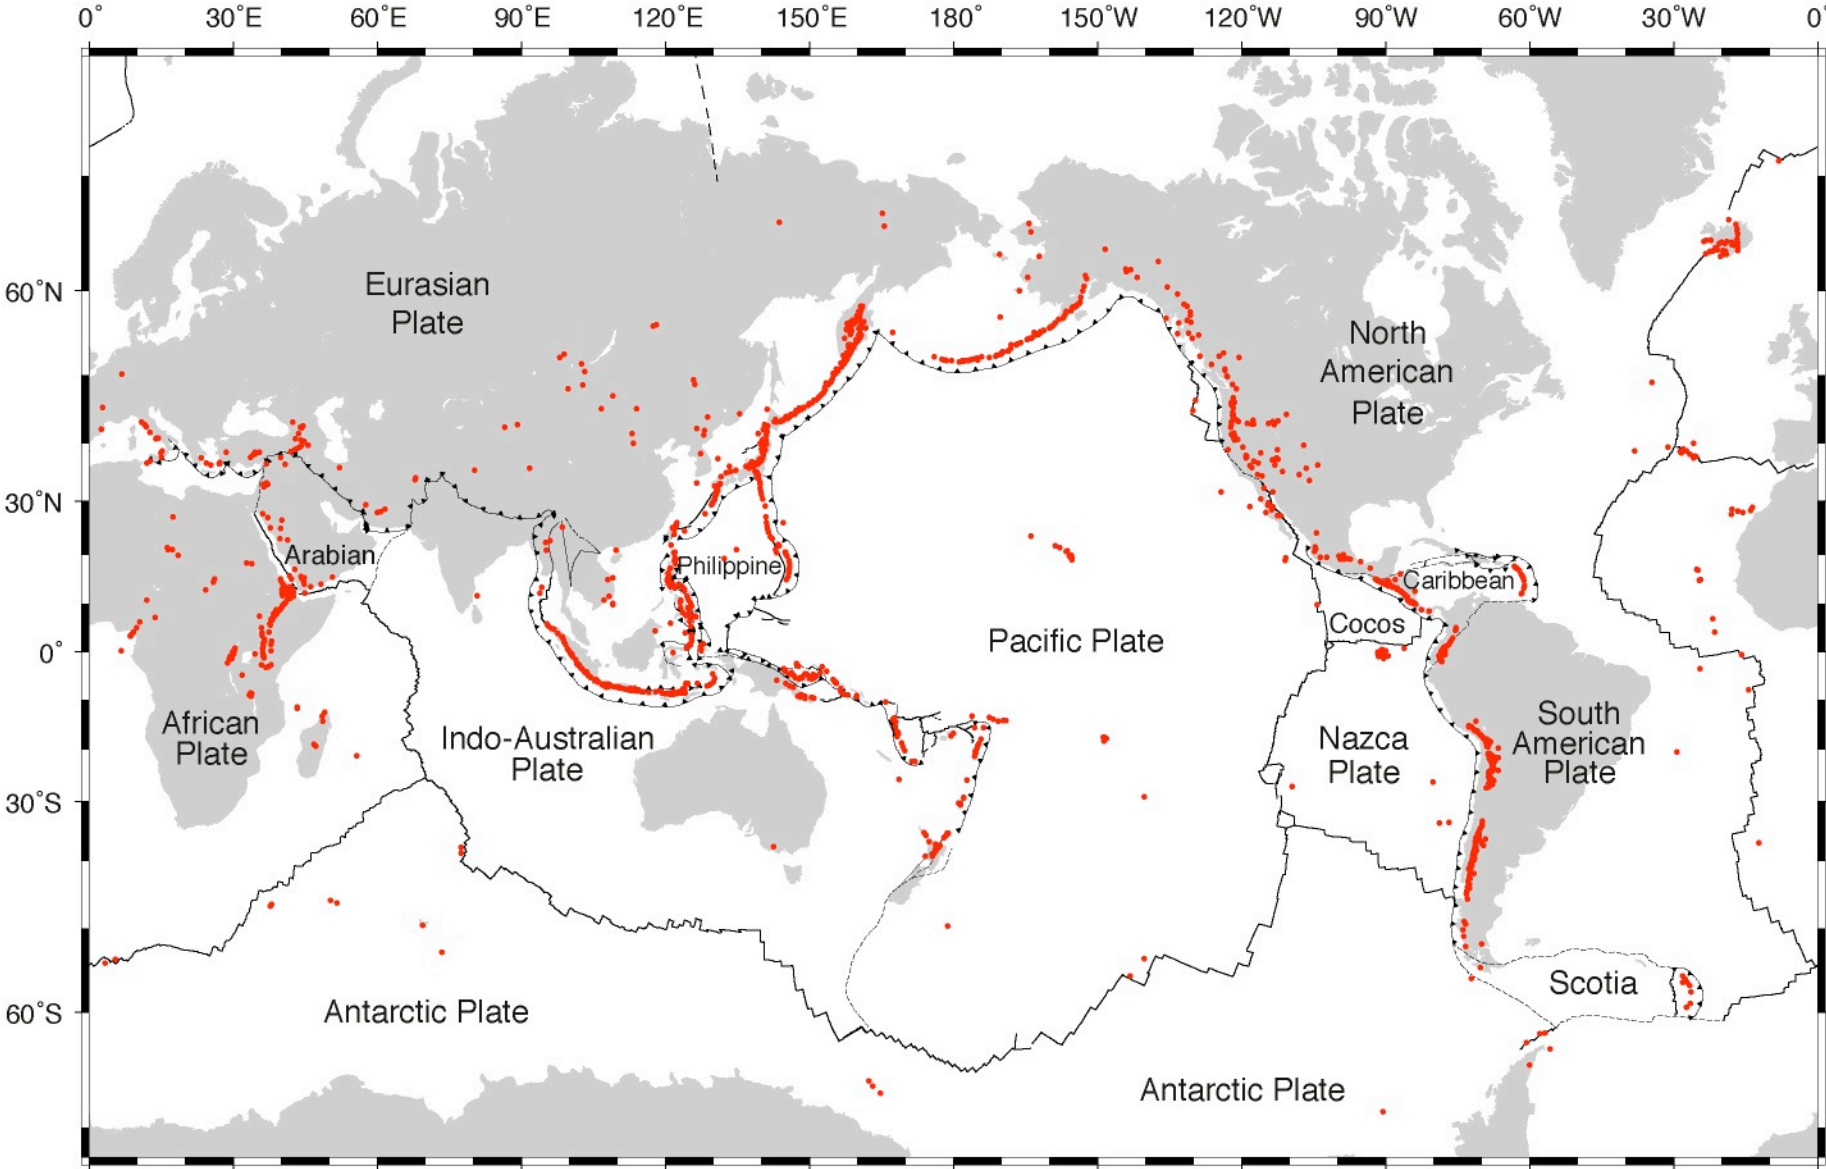 0° 30°E 60°E 90°E 120°E 150°E 180° 150°W 120°W 90°W 60°W 30°W 0°
60°N
30°N
0°
30°S
60°S
Eurasian
Plate
North
American
Plate
Arabian
Philippine
Caribbean
Cocos
Pacific Plate
African
Plate
Indo-Australian
Plate
Nazca
Plate
South
American
Plate
Scotia
Antarctic Plate
Antarctic Plate